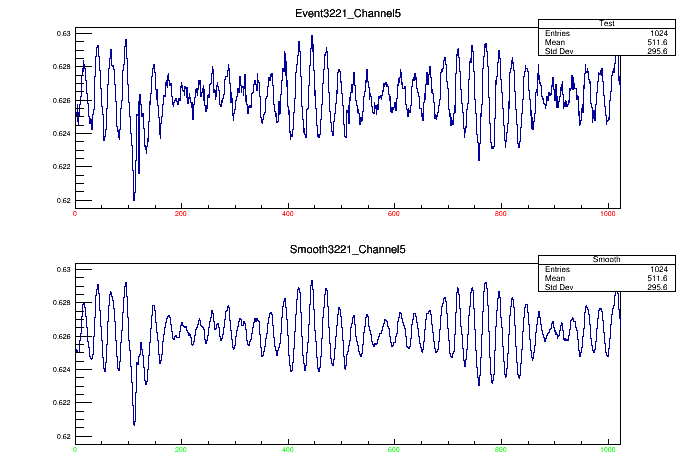 Event3221_Channel5
Test
Entries 1024
Mean 511.6
Std Dev 295.6
0.63
0.628
0.626
0.624
0.622
0.62
0 200 400 600 800 1000
Smooth3221_Channel5
Smooth
Entries 1024
Mean 511.6
Std Dev 295.6
0.63
0.628
0.626
0.624
0.622
0.62
0 200 400 600 800 1000